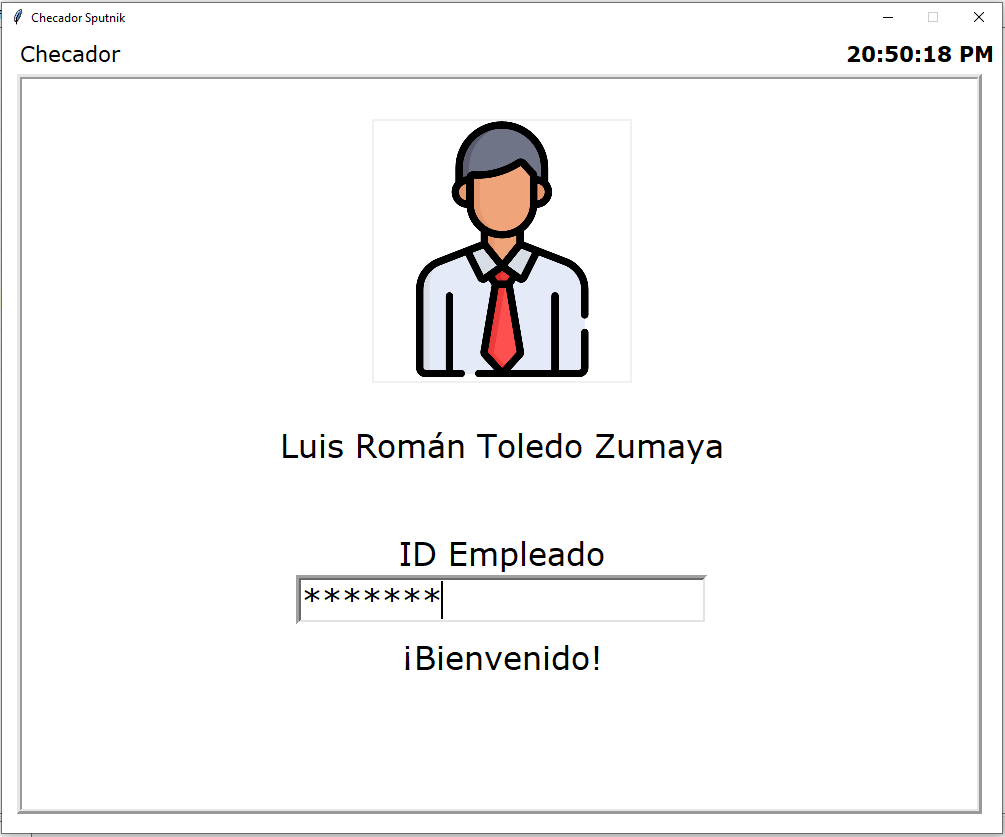 Checador Sputnik
Checador
20:50:18 PM
Luis Román Toledo Zumaya
ID Empleado
*******
¡Bienvenido!